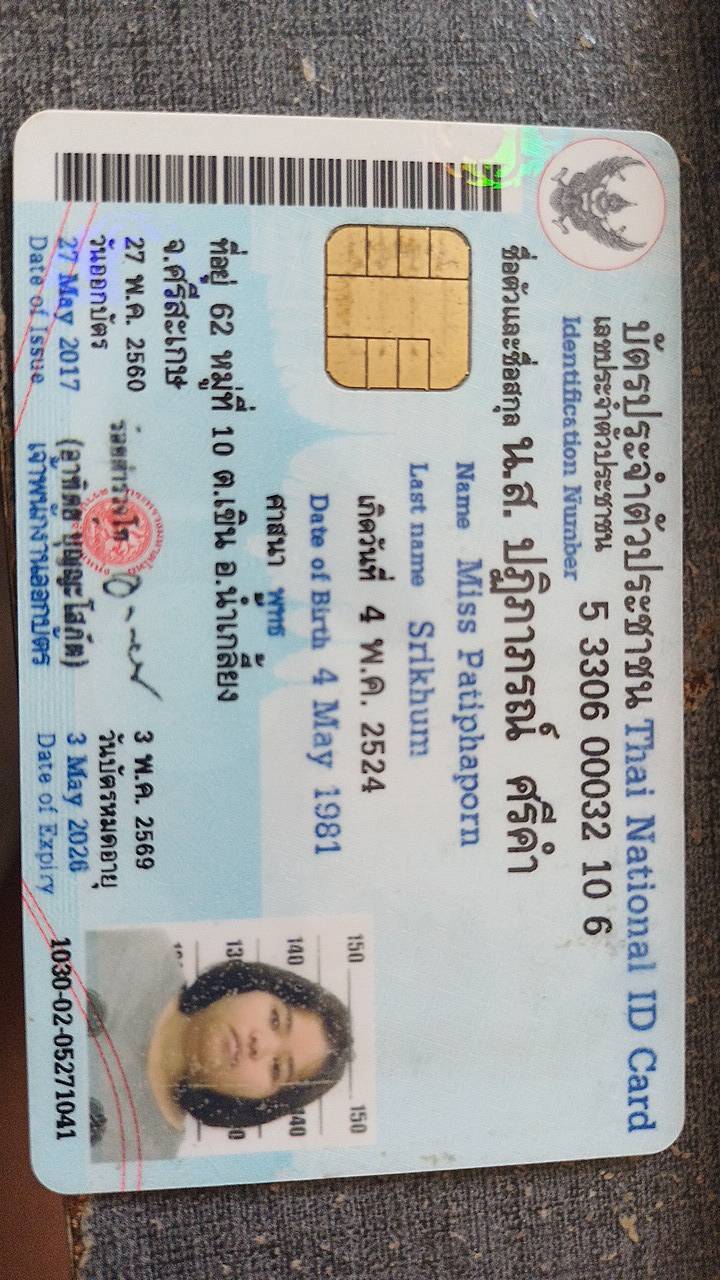 บัตรประจำตัวประชาชน Thai National ID Card
เลขประจำตัวประชาชน 5 3306 00032 10 6
Identification Number
ชื่อตัวและชื่อสกุล น.ส. ปฏิภาภรณ์ ศรีคำ
Name Miss Patiphaporn
Last name Srikhum
เกิดวันที่ 4 พ.ค. 2524
Date of Birth 4 May 1981
ศาสนา พุทธ
ที่อยู่ 62 หมู่ที่ 10 ต.เขิน อ.น้ำเกลี้ยง
จ.ศรีสะเกษ
27 พ.ค. 2560
วันออกบัตร
27 May 2017
Date of Issue
เจ้าพนักงานออกบัตร
3 พ.ค. 2569
วันบัตรหมดอายุ
3 May 2026
Date of Expiry
150 150
140 140
1030-02-05271041